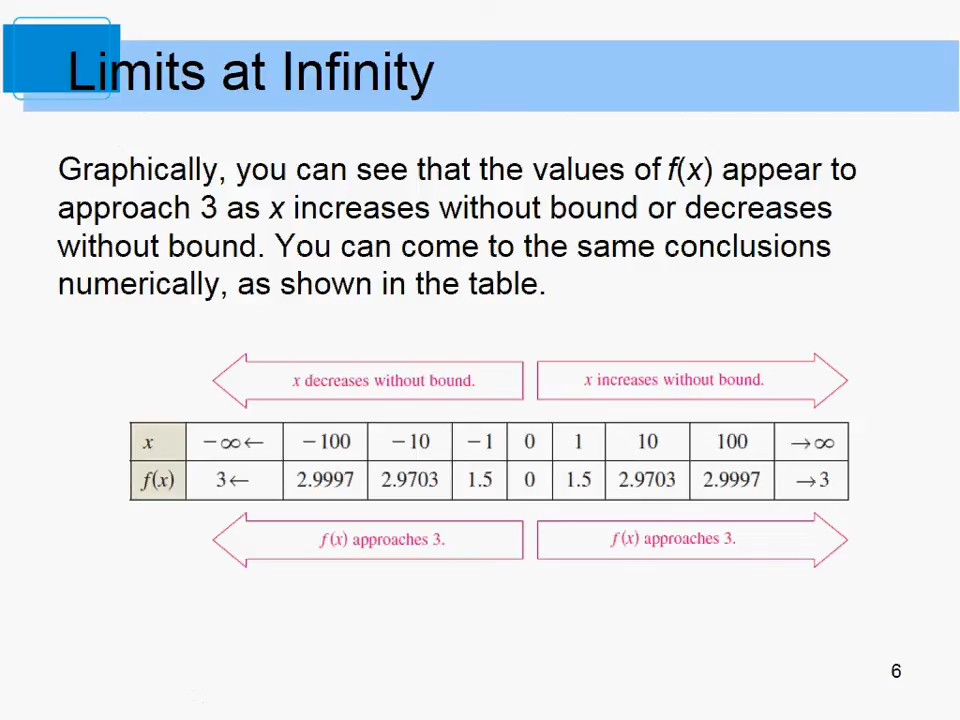 Limits at Infinity
Graphically, you can see that the values of f(x) appear to
approach 3 as x increases without bound or decreases
without bound. You can come to the same conclusions
numerically, as shown in the table.
x decreases without bound. x increases without bound.
x −∞← −100 −10 −1 0 1 10 100 →∞
f(x) 3← 2.9997 2.9703 1.5 0 1.5 2.9703 2.9997 →3
f(x) approaches 3. f(x) approaches 3.
6